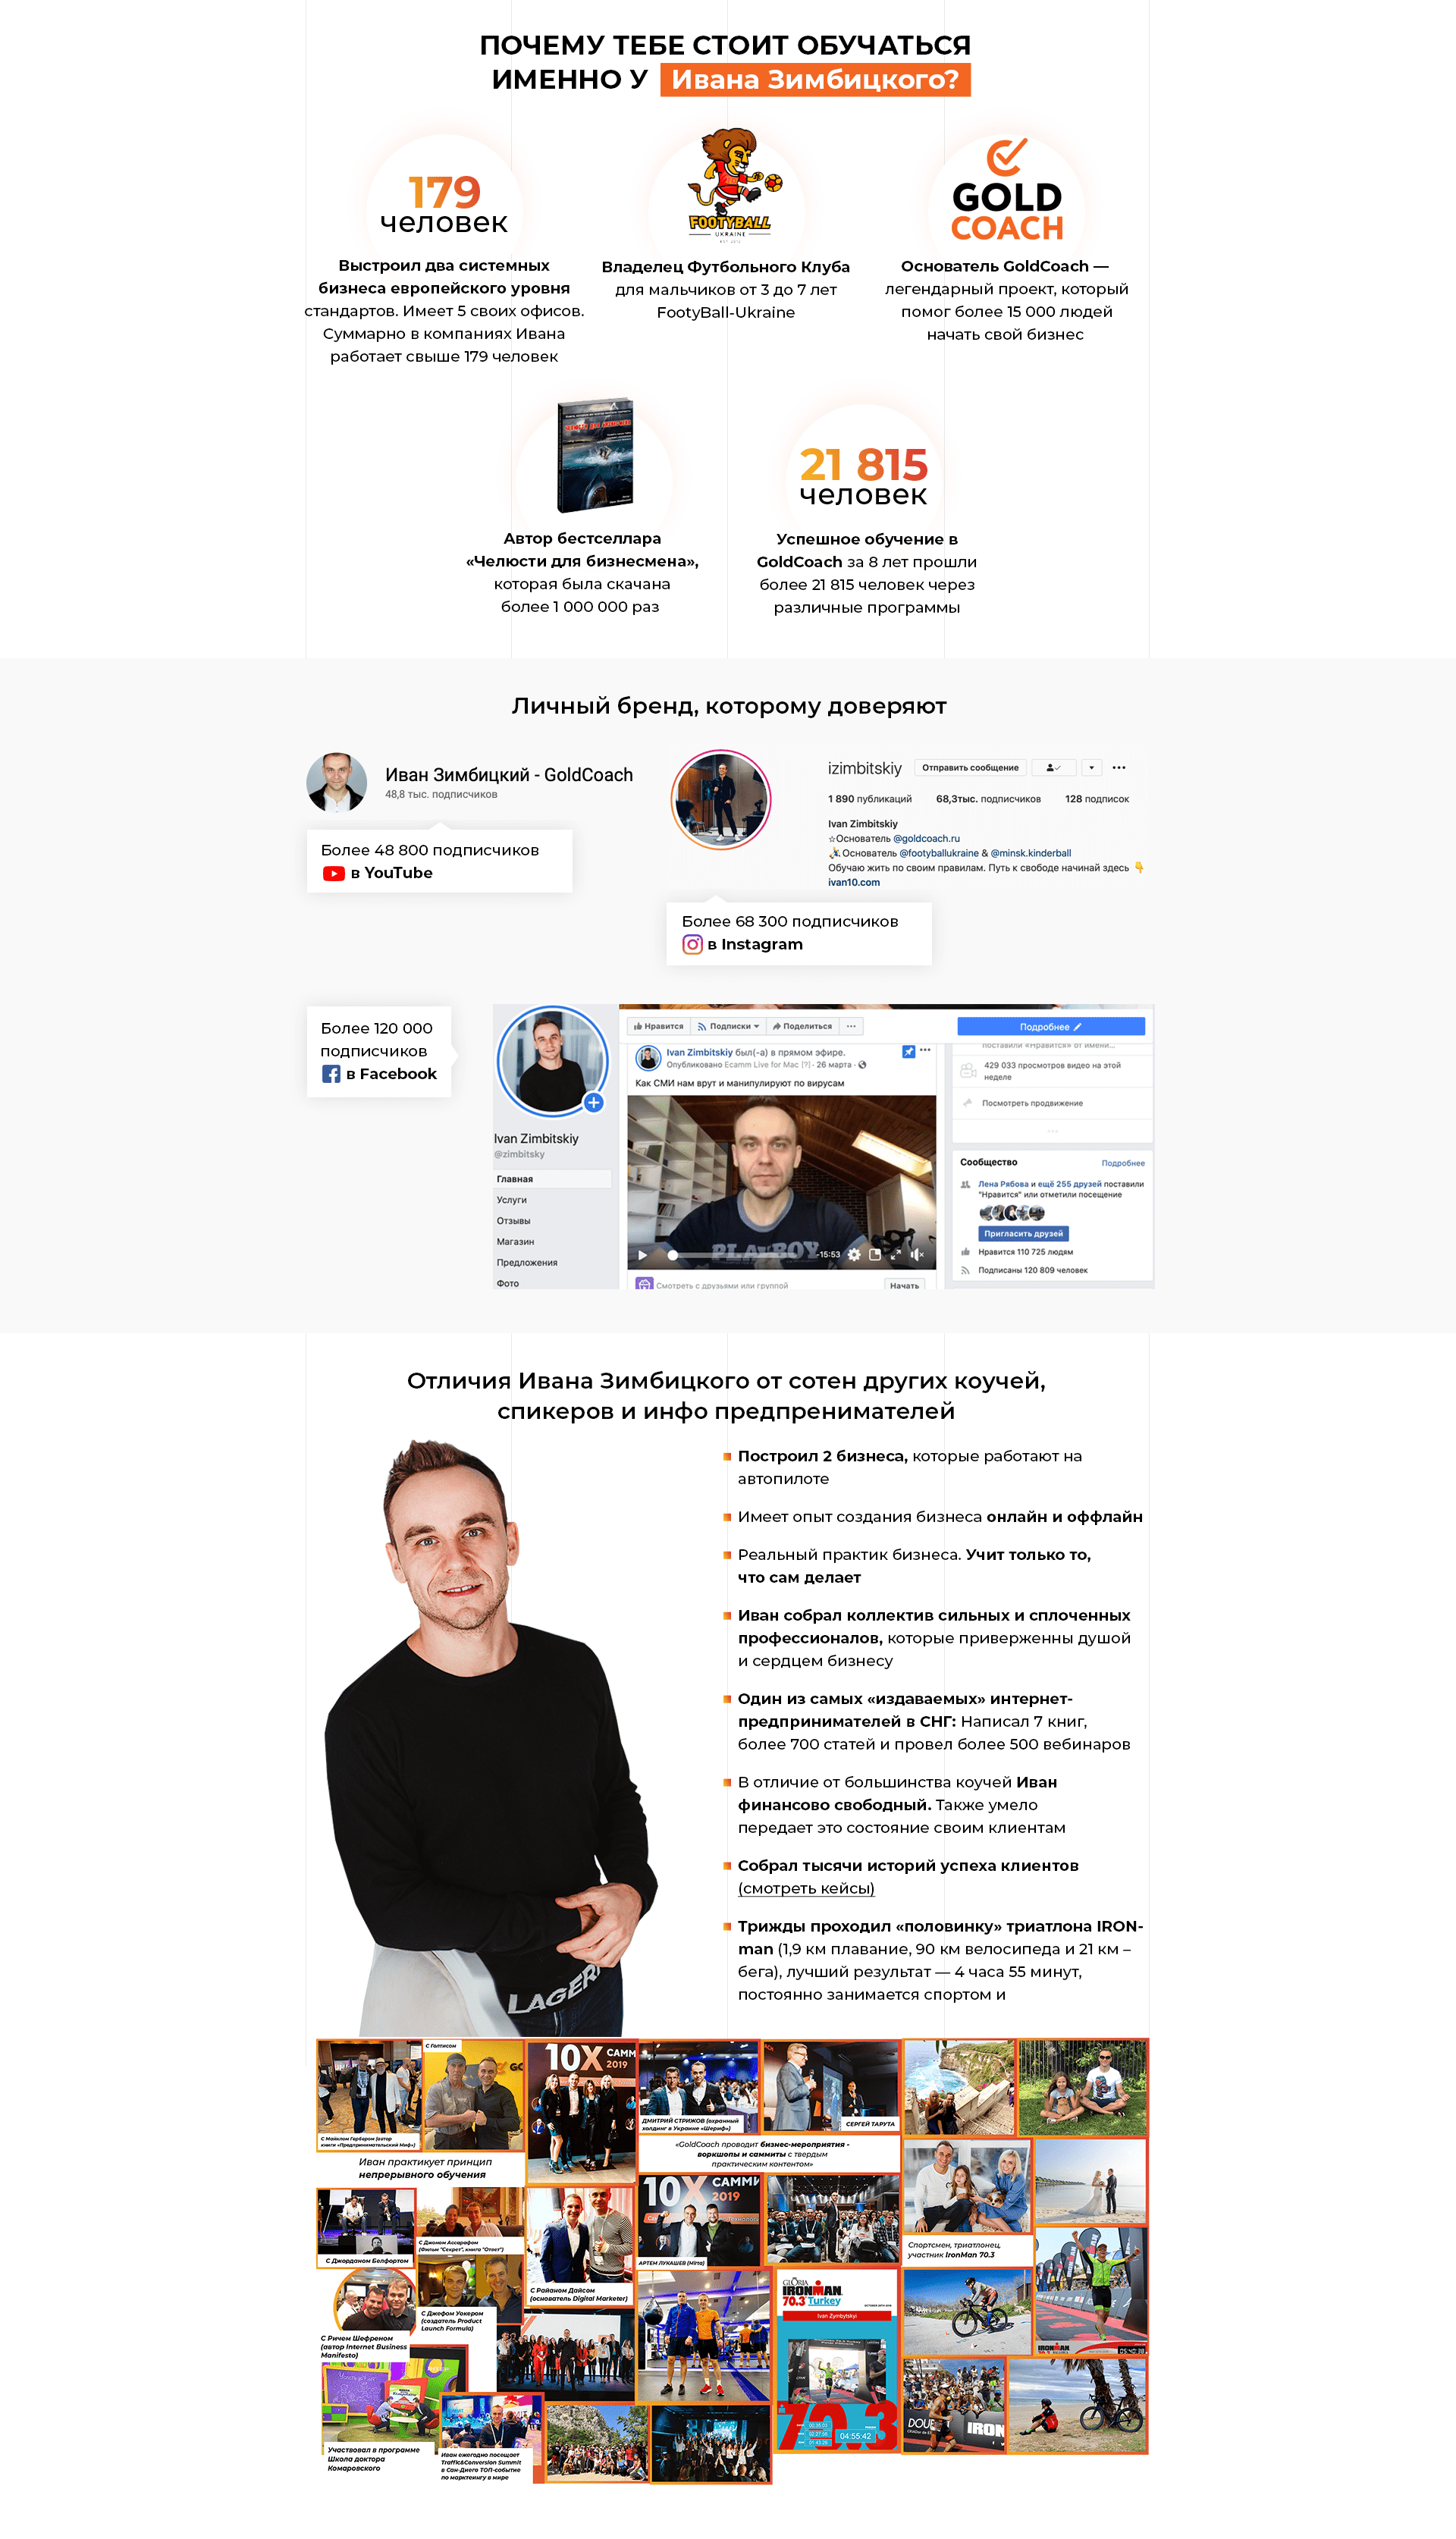 ПОЧЕМУ ТЕБЕ СТОИТ ОБУЧАТЬСЯ
ИМЕННО У Ивана Зимбицкого?
179
человек
Выстроил два системных
бизнеса европейского уровня
стандартов. Имеет 5 своих офисов.
Суммарно в компаниях Ивана
работает свыше 179 человек
FOOTYBALL
UKRAINE
Владелец Футбольного Клуба
для мальчиков от 3 до 7 лет
FootyBall-Ukraine
GOLD
COACH
Основатель GoldCoach —
легендарный проект, который
помог более 15 000 людей
начать свой бизнес
ЧЕЛЮСТИ ДЛЯ БИЗНЕСМЕНА
Автор бестселлара
«Челюсти для бизнесмена»,
которая была скачана
более 1 000 000 раз
21 815
человек
Успешное обучение в
GoldCoach за 8 лет прошли
более 21 815 человек через
различные программы
Личный бренд, которому доверяют
Иван Зимбицкий - GoldCoach
48,8 тыс. подписчиков
Более 48 800 подписчиков
в YouTube
izimbitskiy Отправить сообщение
1 890 публикаций 68,3тыс. подписчиков 128 подписок
Ivan Zimbitskiy
☆Основатель @goldcoach.ru
Основатель @footyballukraine & @minsk.kinderball
Обучаю жить по своим правилам. Путь к свободе начинай здесь 👇
ivan10.com
Более 68 300 подписчиков
в Instagram
Более 120 000
подписчиков
в Facebook
Ivan Zimbitskiy
@zimbitsky
Главная
Услуги
Отзывы
Магазин
Предложения
Фото
Нравится Подписки Поделиться ...
Подробнее
Ivan Zimbitskiy был(-а) в прямом эфире.
Опубликовано Ecamm Live for Mac [?] · 26 марта ·
Как СМИ нам врут и манипулируют по вирусам
PLAYBOY
-15:53
Смотреть с друзьями или группой Начать
поставили «Нравится» от имени...
429 033 просмотров видео на этой
неделе
Посмотреть продвижение
Сообщество Подробнее
Лена Рябова и ещё 255 друзей поставили
"Нравится" или отметили посещение
Пригласить друзей
Нравится 110 725 людям
Подписаны 120 809 человек
Отличия Ивана Зимбицкого от сотен других коучей,
спикеров и инфо предпренимателей
Построил 2 бизнеса, которые работают на
автопилоте
Имеет опыт создания бизнеса онлайн и оффлайн
Реальный практик бизнеса. Учит только то,
что сам делает
Иван собрал коллектив сильных и сплоченных
профессионалов, которые приверженны душой
и сердцем бизнесу
Один из самых «издаваемых» интернет-
предпринимателей в СНГ: Написал 7 книг,
более 700 статей и провел более 500 вебинаров
В отличие от большинства коучей Иван
финансово свободный. Также умело
передает это состояние своим клиентам
Собрал тысячи историй успеха клиентов
(смотреть кейсы)
Трижды проходил «половинку» триатлона IRON-
man (1,9 км плавание, 90 км велосипеда и 21 км –
бега), лучший результат — 4 часа 55 минут,
постоянно занимается спортом и
LAGERF
С Майклом Гербером (автор
книги «Предпринимательский Миф»)
С Гаптисом
10X САММ
2019
ДМИТРИЙ СТРИЖОВ (охранный
холдинг в Украине «Шериф»)
СЕРГЕЙ ТАРУТА
Иван практикует принцип
непрерывного обучения
«GoldCoach проводит бизнес-мероприятия -
воркшопы и саммиты с твердым
практическим контентом»
С Джорданом Белфортом
С Джоном Ассарафом
(Фильм "Секрет", книга "Ответ")
С Райаном Дайсом
(основатель Digital Marketer)
10X САММИ
2019
АРТЕМ ЛУКАШЕВ (Mirto)
Спортсмен, триатлонец,
участник IronMan 70.3
С Ричем Шефреном
(автор Internet Business
Manifesto)
С Джефом Уокером
(создатель Product
Launch Formula)
GLORIA
IRONMAN
70.3 Turkey
Ivan Zymbytskyi
70.3
04:55:42
IRONMAN
DOUE
IRON
Участвовал в программе
Школа доктора
Комаровского
Иван ежегодно посещает
Traffic&Conversion Summit
в Сан-Диего ТОП-событие
по марктеингу в мире